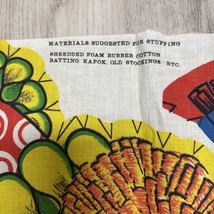 MATERIALS SUGGESTED FOR STUFFING
SHREDDED FOAM RUBBER COTTON
BATTING KAPOK, OLD STOCKINGS ETC.